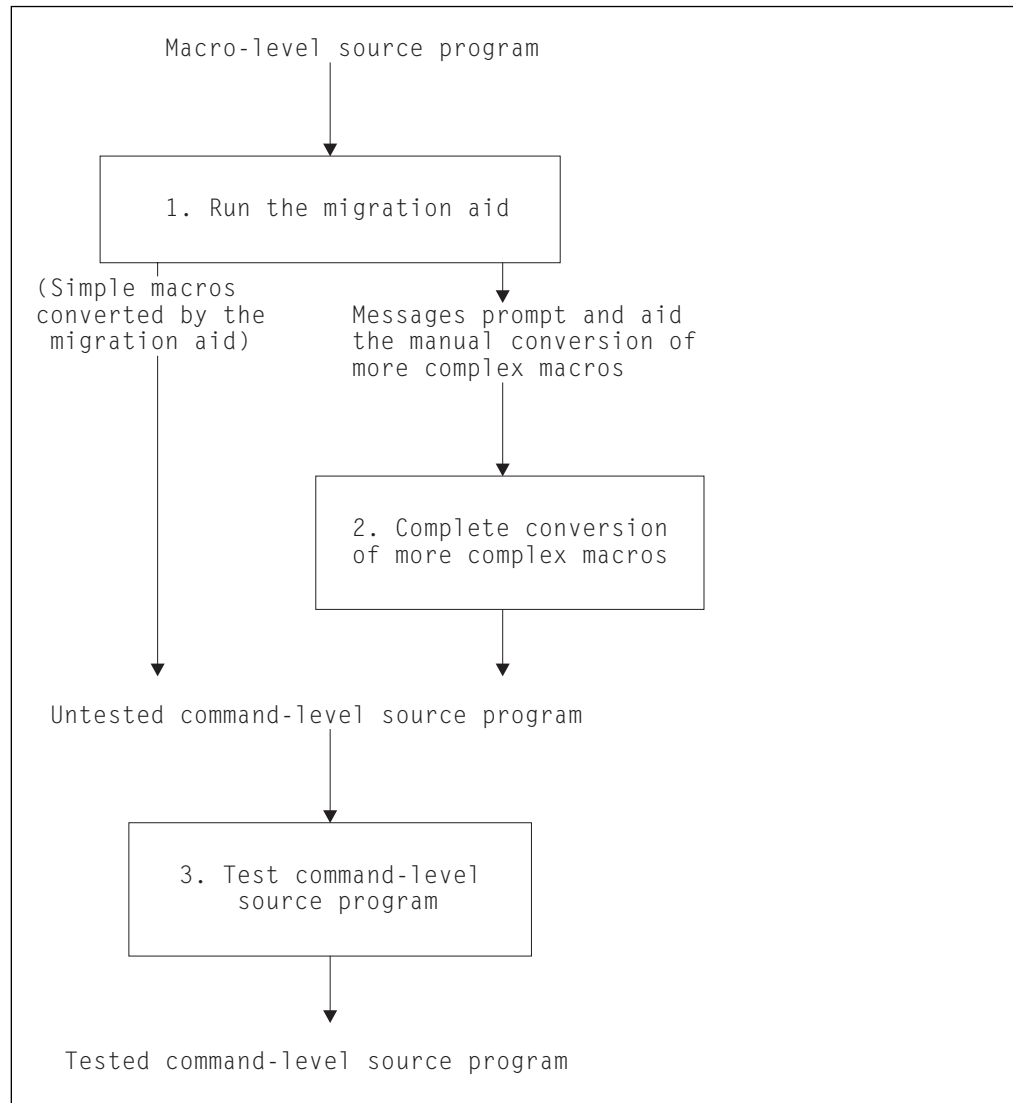 Macro-level source program
1. Run the migration aid
(Simple macros
converted by the
migration aid)
Messages prompt and aid
the manual conversion of
more complex macros
2. Complete conversion
of more complex macros
Untested command-level source program
3. Test command-level
source program
Tested command-level source program